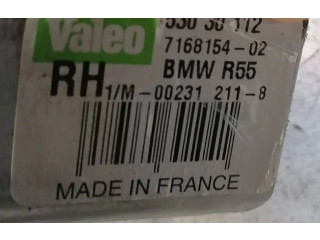 Valeo 530 30 112
7168154-02
RH BMW R55
1/M-00231 211-8
MADE IN FRANCE